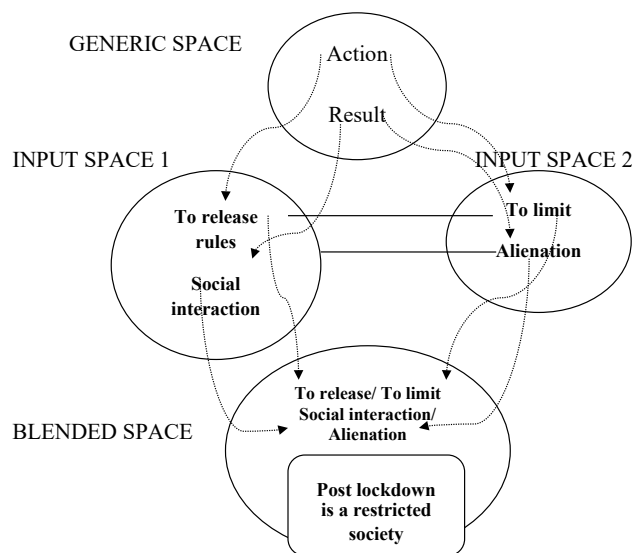 GENERIC SPACE
Action
Result
INPUT SPACE 1
INPUT SPACE 2
To release
rules
Social
interaction
To limit
Alienation
BLENDED SPACE
To release/ To limit
Social interaction/
Alienation
Post lockdown
is a restricted
society